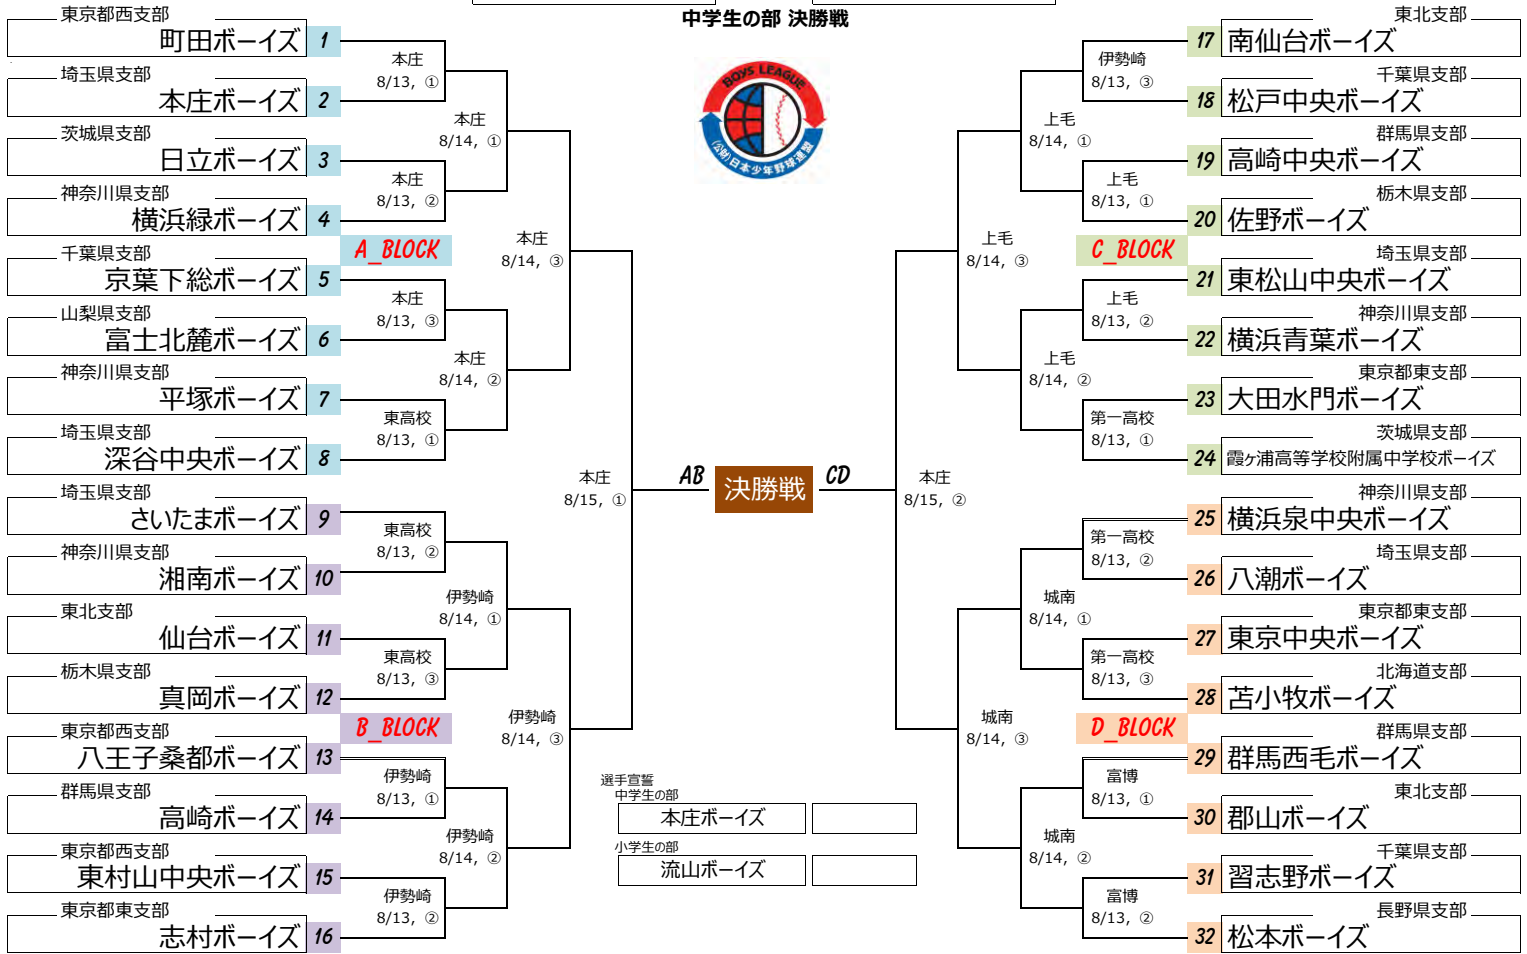 中学生の部 決勝戦
BOYS LEAGUE
(公財)日本少年野球連盟
東京都西支部
町田ボーイズ 1
埼玉県支部
本庄ボーイズ 2
茨城県支部
日立ボーイズ 3
神奈川県支部
横浜緑ボーイズ 4
A_BLOCK
千葉県支部
京葉下総ボーイズ 5
山梨県支部
富士北麓ボーイズ 6
神奈川県支部
平塚ボーイズ 7
埼玉県支部
深谷中央ボーイズ 8
埼玉県支部
さいたまボーイズ 9
神奈川県支部
湘南ボーイズ 10
東北支部
仙台ボーイズ 11
栃木県支部
真岡ボーイズ 12
B_BLOCK
東京都西支部
八王子桑都ボーイズ 13
群馬県支部
高崎ボーイズ 14
東京都西支部
東村山中央ボーイズ 15
東京都東支部
志村ボーイズ 16
本庄
8/13, ①
本庄
8/13, ②
本庄
8/13, ③
東高校
8/13, ①
東高校
8/13, ②
東高校
8/13, ③
伊勢崎
8/13, ①
伊勢崎
8/13, ②
本庄
8/14, ①
本庄
8/14, ②
伊勢崎
8/14, ①
伊勢崎
8/14, ②
本庄
8/14, ③
伊勢崎
8/14, ③
本庄
8/15, ①
AB 決勝戦 CD
本庄
8/15, ②
選手宣誓
中学生の部
本庄ボーイズ
小学生の部
流山ボーイズ
上毛
8/14, ③
城南
8/14, ③
上毛
8/14, ①
上毛
8/14, ②
城南
8/14, ①
城南
8/14, ②
伊勢崎
8/13, ③
上毛
8/13, ①
上毛
8/13, ②
第一高校
8/13, ①
第一高校
8/13, ②
第一高校
8/13, ③
富博
8/13, ①
富博
8/13, ②
東北支部
17 南仙台ボーイズ
千葉県支部
18 松戸中央ボーイズ
群馬県支部
19 高崎中央ボーイズ
栃木県支部
20 佐野ボーイズ
C_BLOCK
埼玉県支部
21 東松山中央ボーイズ
神奈川県支部
22 横浜青葉ボーイズ
東京都東支部
23 大田水門ボーイズ
茨城県支部
24 霞ヶ浦高等学校附属中学校ボーイズ
神奈川県支部
25 横浜泉中央ボーイズ
埼玉県支部
26 八潮ボーイズ
東京都東支部
27 東京中央ボーイズ
北海道支部
28 苫小牧ボーイズ
D_BLOCK
群馬県支部
29 群馬西毛ボーイズ
東北支部
30 郡山ボーイズ
千葉県支部
31 習志野ボーイズ
長野県支部
32 松本ボーイズ